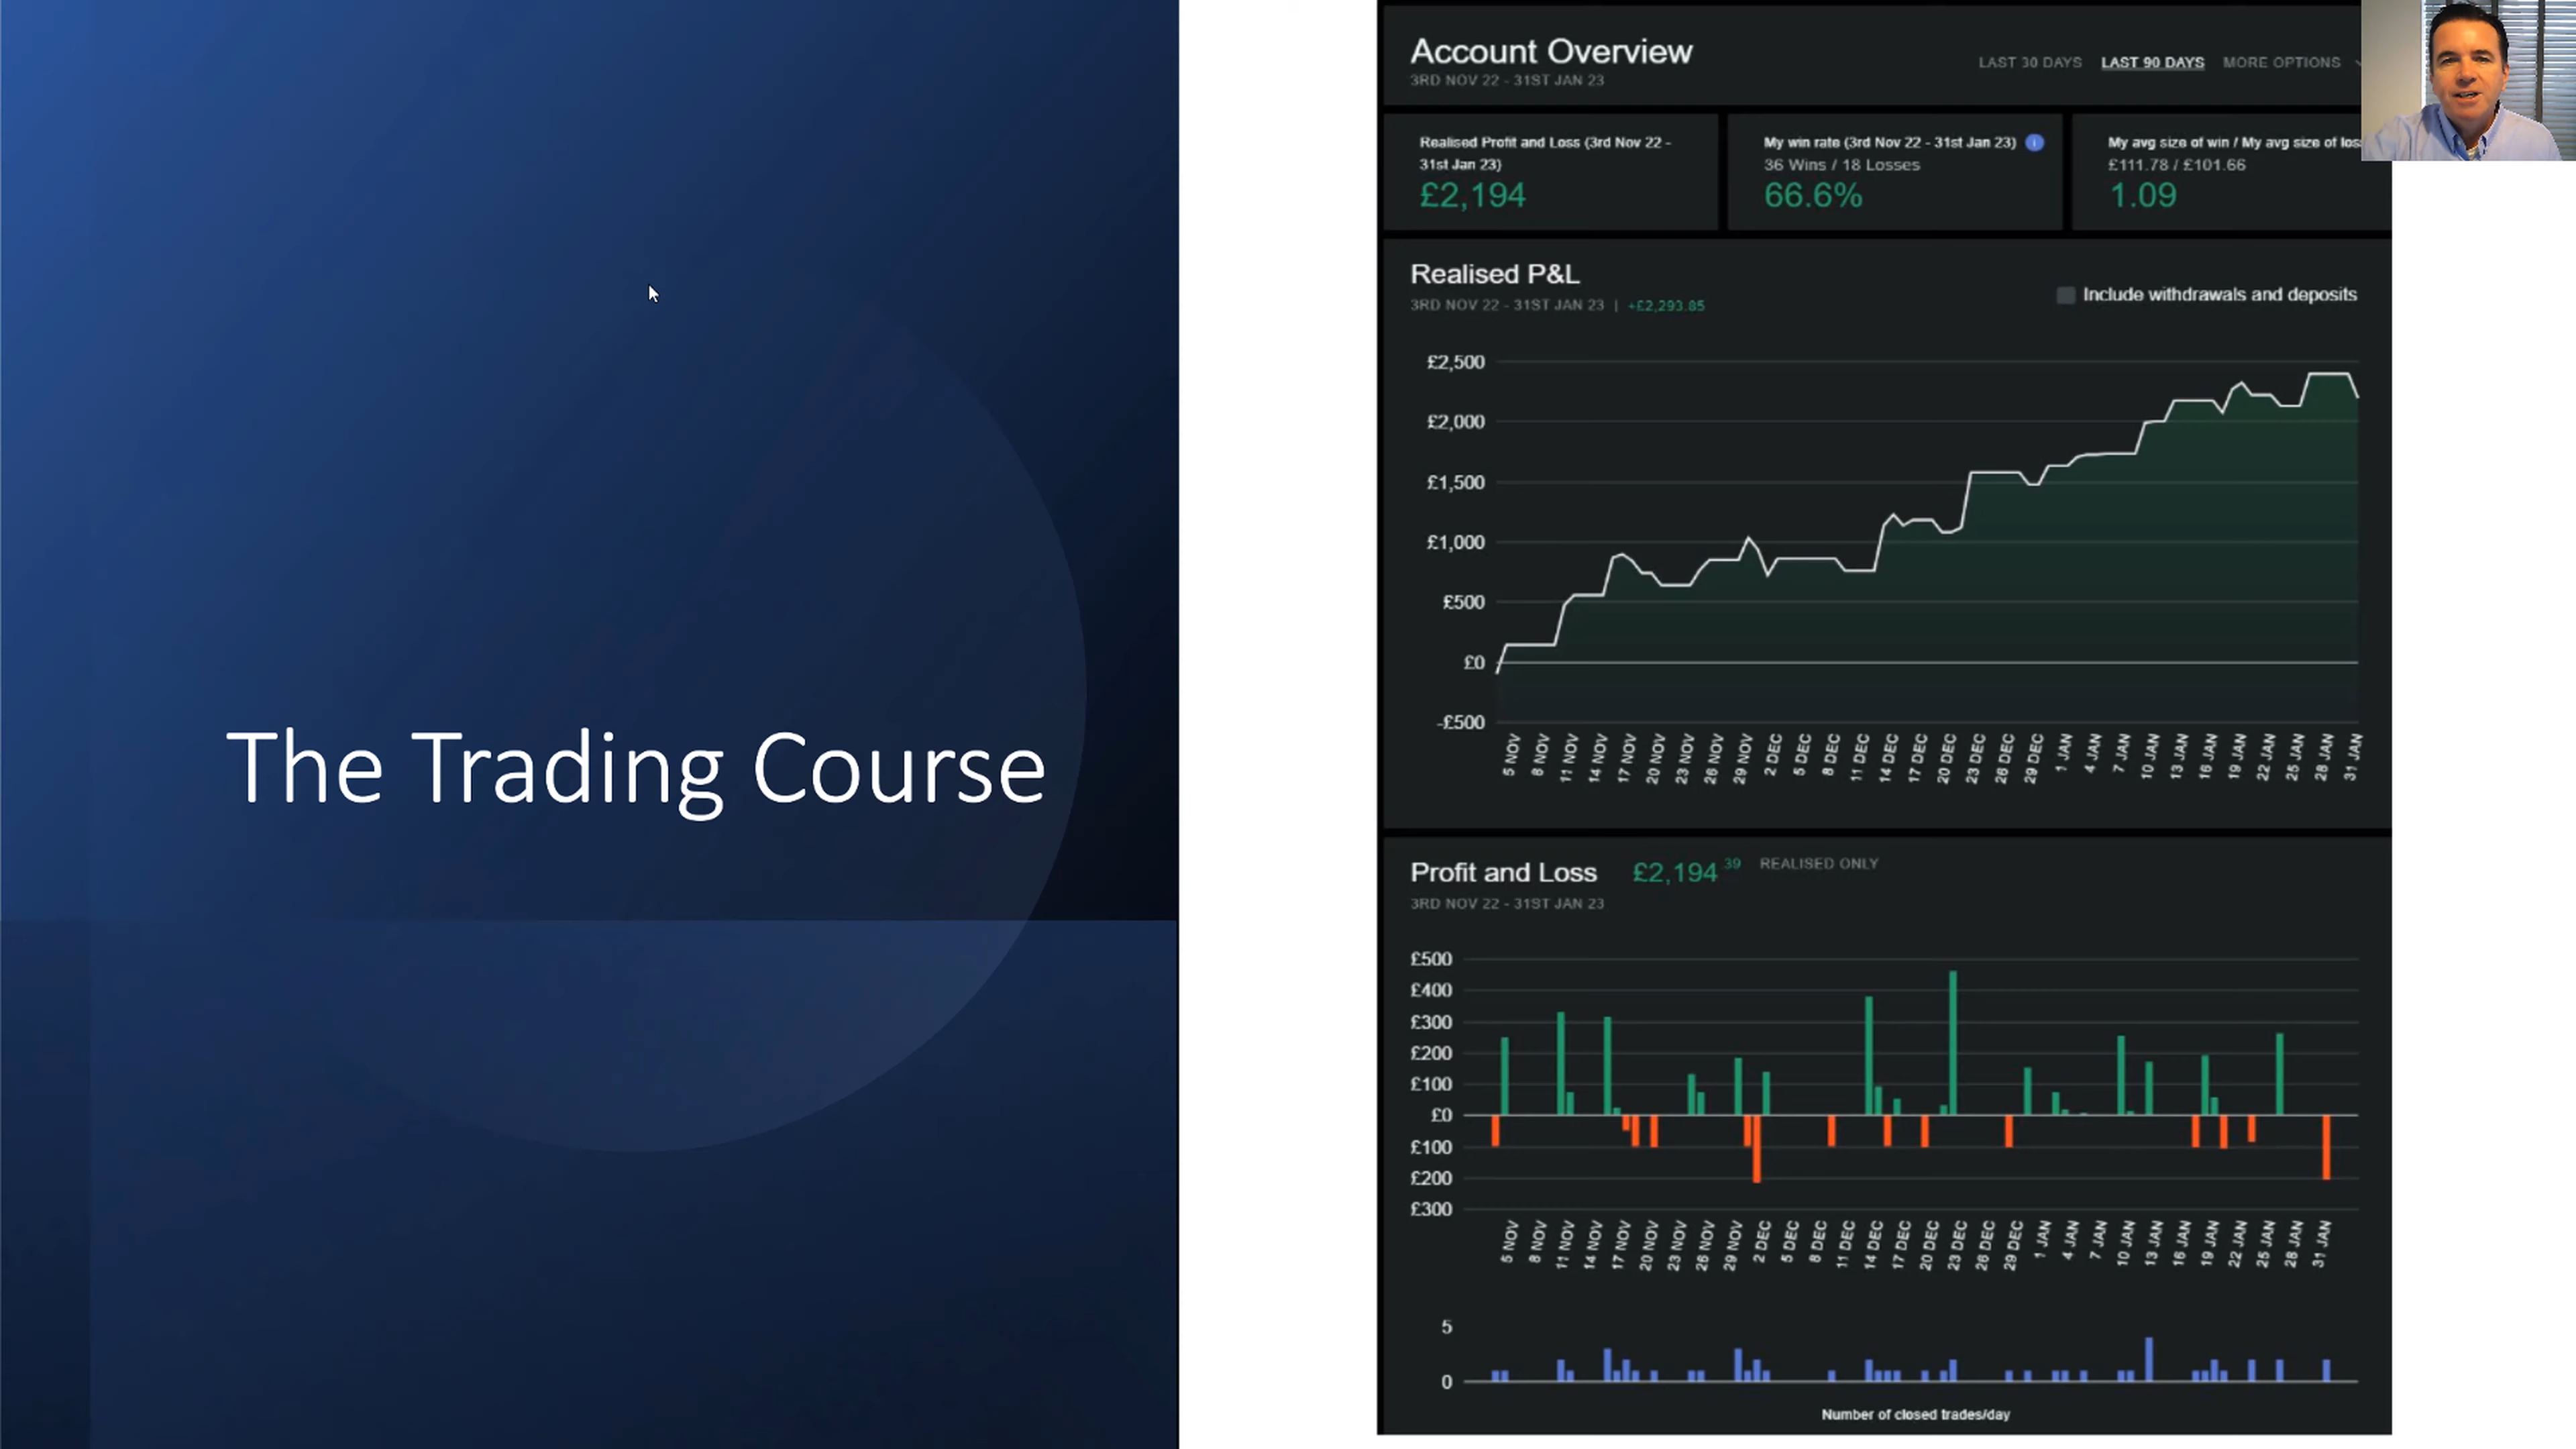 The Trading Course
Account Overview
3RD NOV 22 - 31ST JAN 23
LAST 30 DAYS LAST 90 DAYS MORE OPTIONS
Realised Profit and Loss (3rd Nov 22 -
31st Jan 23)
£2,194
My win rate (3rd Nov 22 - 31st Jan 23) i
36 Wins / 18 Losses
66.6%
My avg size of win / My avg size of los
£111.78 / £101.66
1.09
Realised P&L
3RD NOV 22 - 31ST JAN 23 | +£2,293.85
Include withdrawals and deposits
£2,500
£2,000
£1,500
£1,000
£500
£0
-£500
5 NOV 8 NOV 11 NOV 14 NOV 17 NOV 20 NOV 23 NOV 26 NOV 29 NOV 2 DEC 5 DEC 8 DEC 11 DEC 14 DEC 17 DEC 20 DEC 23 DEC 26 DEC 29 DEC 1 JAN 4 JAN 7 JAN 10 JAN 13 JAN 16 JAN 19 JAN 22 JAN 25 JAN 28 JAN 31 JAN
Profit and Loss £2,194.39 REALISED ONLY
3RD NOV 22 - 31ST JAN 23
£500
£400
£300
£200
£100
£0
£100
£200
£300
5 NOV 8 NOV 11 NOV 14 NOV 17 NOV 20 NOV 23 NOV 26 NOV 29 NOV 2 DEC 5 DEC 8 DEC 11 DEC 14 DEC 17 DEC 20 DEC 23 DEC 26 DEC 29 DEC 1 JAN 4 JAN 7 JAN 10 JAN 13 JAN 16 JAN 19 JAN 22 JAN 25 JAN 28 JAN 31 JAN
5
0
Number of closed trades/day